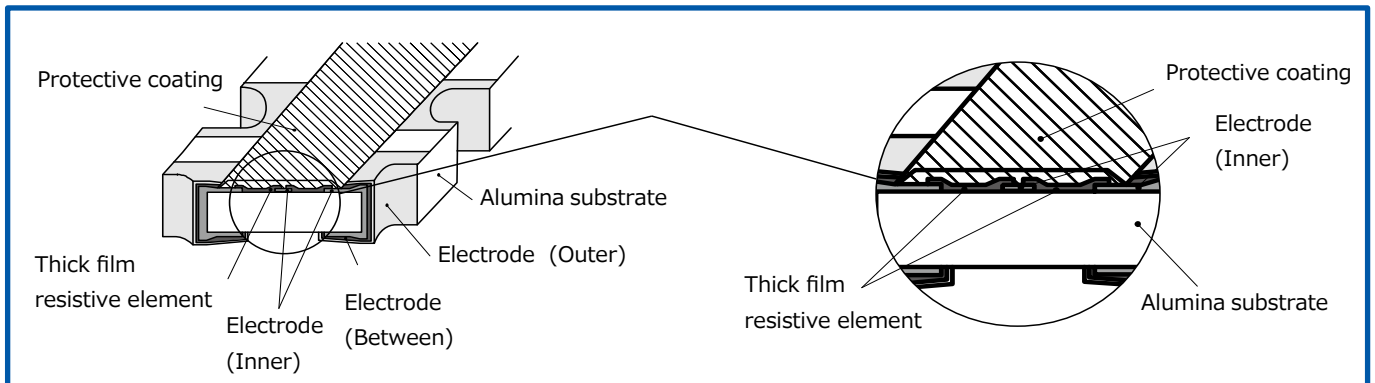 Protective coating
Alumina substrate
Electrode (Outer)
Thick film
resistive element
Electrode
(Inner)
Electrode
(Between)
Protective coating
Electrode
(Inner)
Thick film
resistive element
Alumina substrate